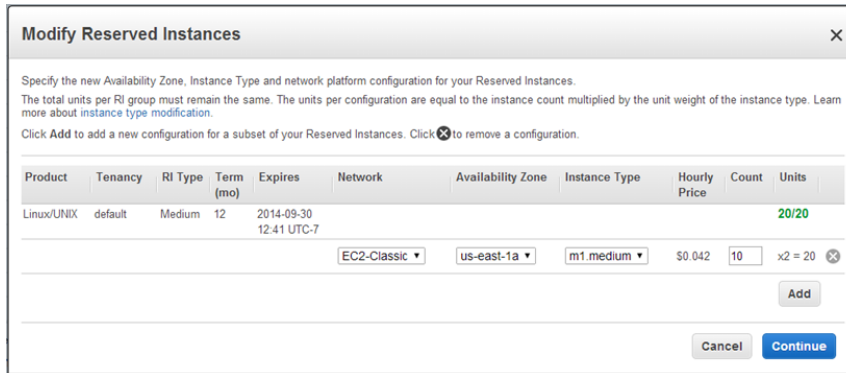 Modify Reserved Instances
Specify the new Availability Zone, Instance Type and network platform configuration for your Reserved Instances.
The total units per RI group must remain the same. The units per configuration are equal to the instance count multiplied by the unit weight of the instance type. Learn
more about instance type modification.
Click Add to add a new configuration for a subset of your Reserved Instances. Click to remove a configuration.
Product Tenancy RI Type Term (mo) Expires Network Availability Zone Instance Type Hourly Price Count Units
Linux/UNIX default Medium 12 2014-09-30 12:41 UTC-7 20/20
EC2-Classic us-east-1a m1.medium $0.042 10 x2 = 20
Add
Cancel Continue